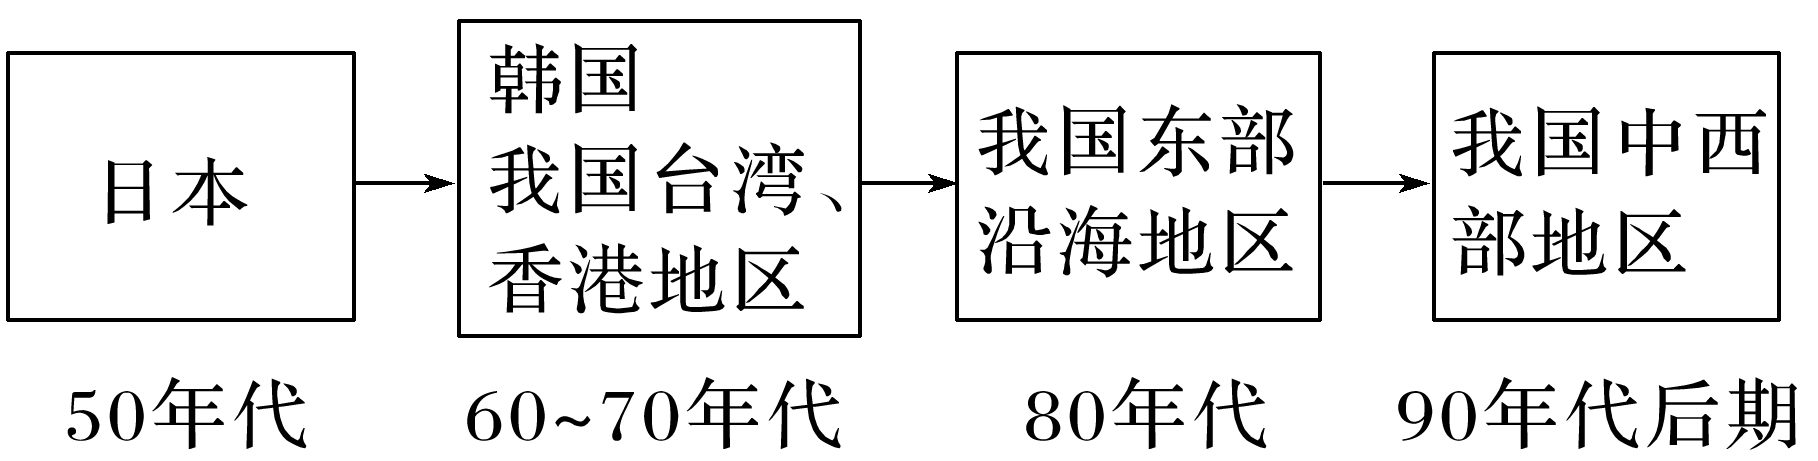 日本
韩国
我国台湾、
香港地区
我国东部
沿海地区
我国中西
部地区
50年代
60~70年代
80年代
90年代后期